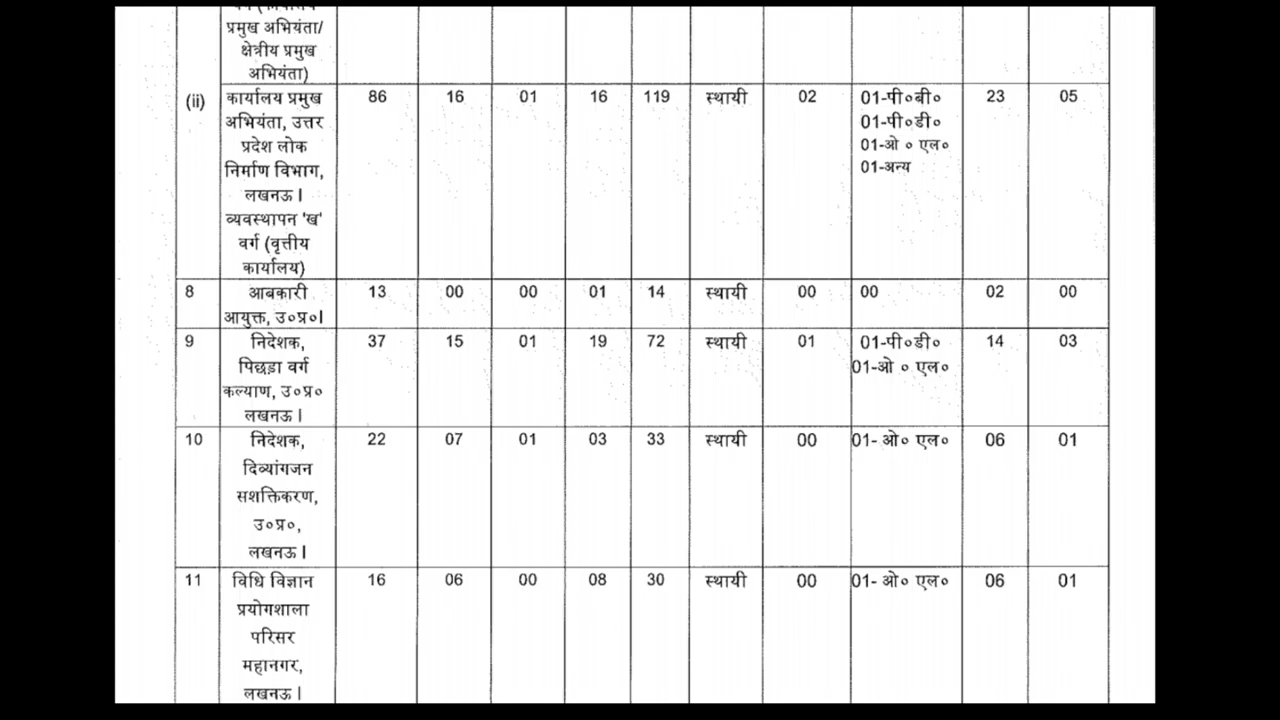 प्रमुख अभियंता/
क्षेत्रीय प्रमुख
अभियंता)
(ii) कार्यालय प्रमुख 86 16 01 16 119 स्थायी 02 01-पी०बी० 23 05
अभियंता, उत्तर 01-पी०डी०
प्रदेश लोक 01-ओ ० एल०
निर्माण विभाग, 01-अन्य
लखनऊ।
व्यवस्थापन 'ख'
वर्ग (वृत्तीय
कार्यालय)
8 आबकारी 13 00 00 01 14 स्थायी 00 00 02 00
आयुक्त, उ०प्र०।
9 निदेशक, 37 15 01 19 72 स्थायी 01 01-पी०डी० 14 03
पिछड़ा वर्ग 01-ओ ० एल०
कल्याण, उ०प्र०
लखनऊ।
10 निदेशक, 22 07 01 03 33 स्थायी 00 01- ओ० एल० 06 01
दिव्यांगजन
सशक्तिकरण,
उ०प्र०,
लखनऊ।
11 विधि विज्ञान 16 06 00 08 30 स्थायी 00 01- ओ० एल० 06 01
प्रयोगशाला
परिसर
महानगर,
लखनऊ।